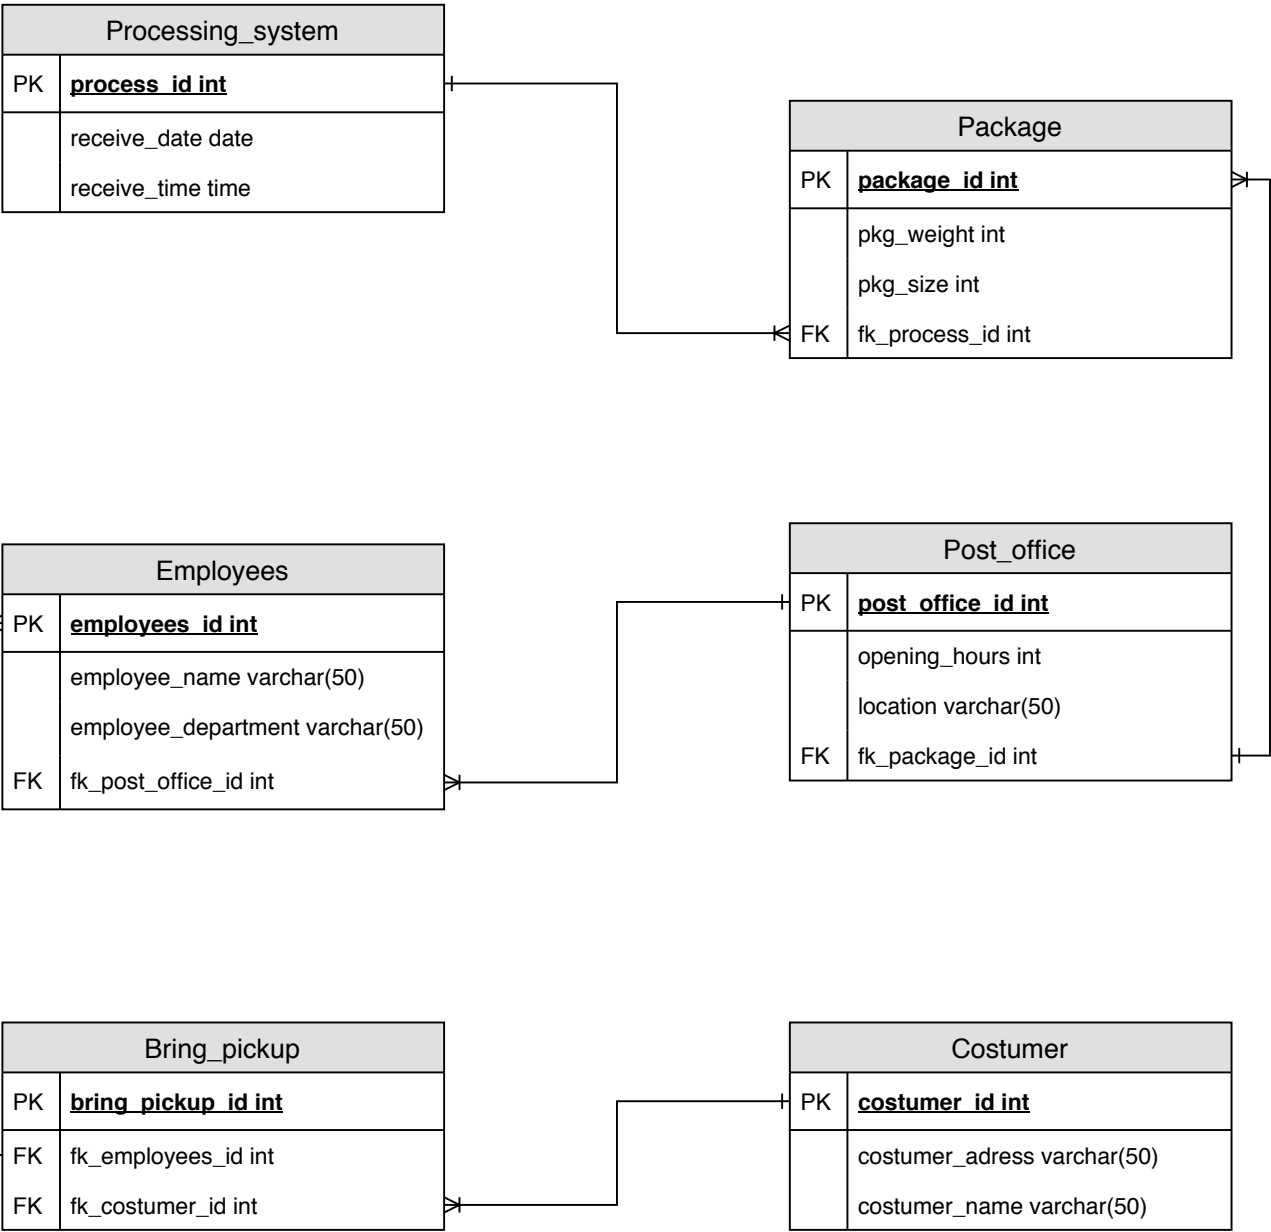 Processing_system
PK process_id int
receive_date date
receive_time time
Package
PK package_id int
pkg_weight int
pkg_size int
FK fk_process_id int
Employees
PK employees_id int
employee_name varchar(50)
employee_department varchar(50)
FK fk_post_office_id int
Post_office
PK post_office_id int
opening_hours int
location varchar(50)
FK fk_package_id int
Bring_pickup
PK bring_pickup_id int
FK fk_employees_id int
FK fk_costumer_id int
Costumer
PK costumer_id int
costumer_adress varchar(50)
costumer_name varchar(50)